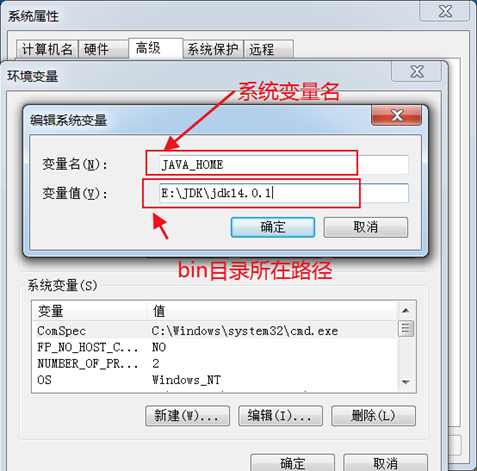 系统属性
计算机名 硬件 高级 系统保护 远程
环境变量
系统变量名
编辑系统变量
变量名(N): JAVA_HOME
变量值(V): E:\JDK\jdk14.0.1
确定 取消
bin目录所在路径
系统变量(S)
变量 值
ComSpec C:\Windows\system32\cmd.exe
FP_NO_HOST_C... NO
NUMBER_OF_PR... 2
OS Windows_NT
新建(W)... 编辑(I)... 删除(L)
确定 取消